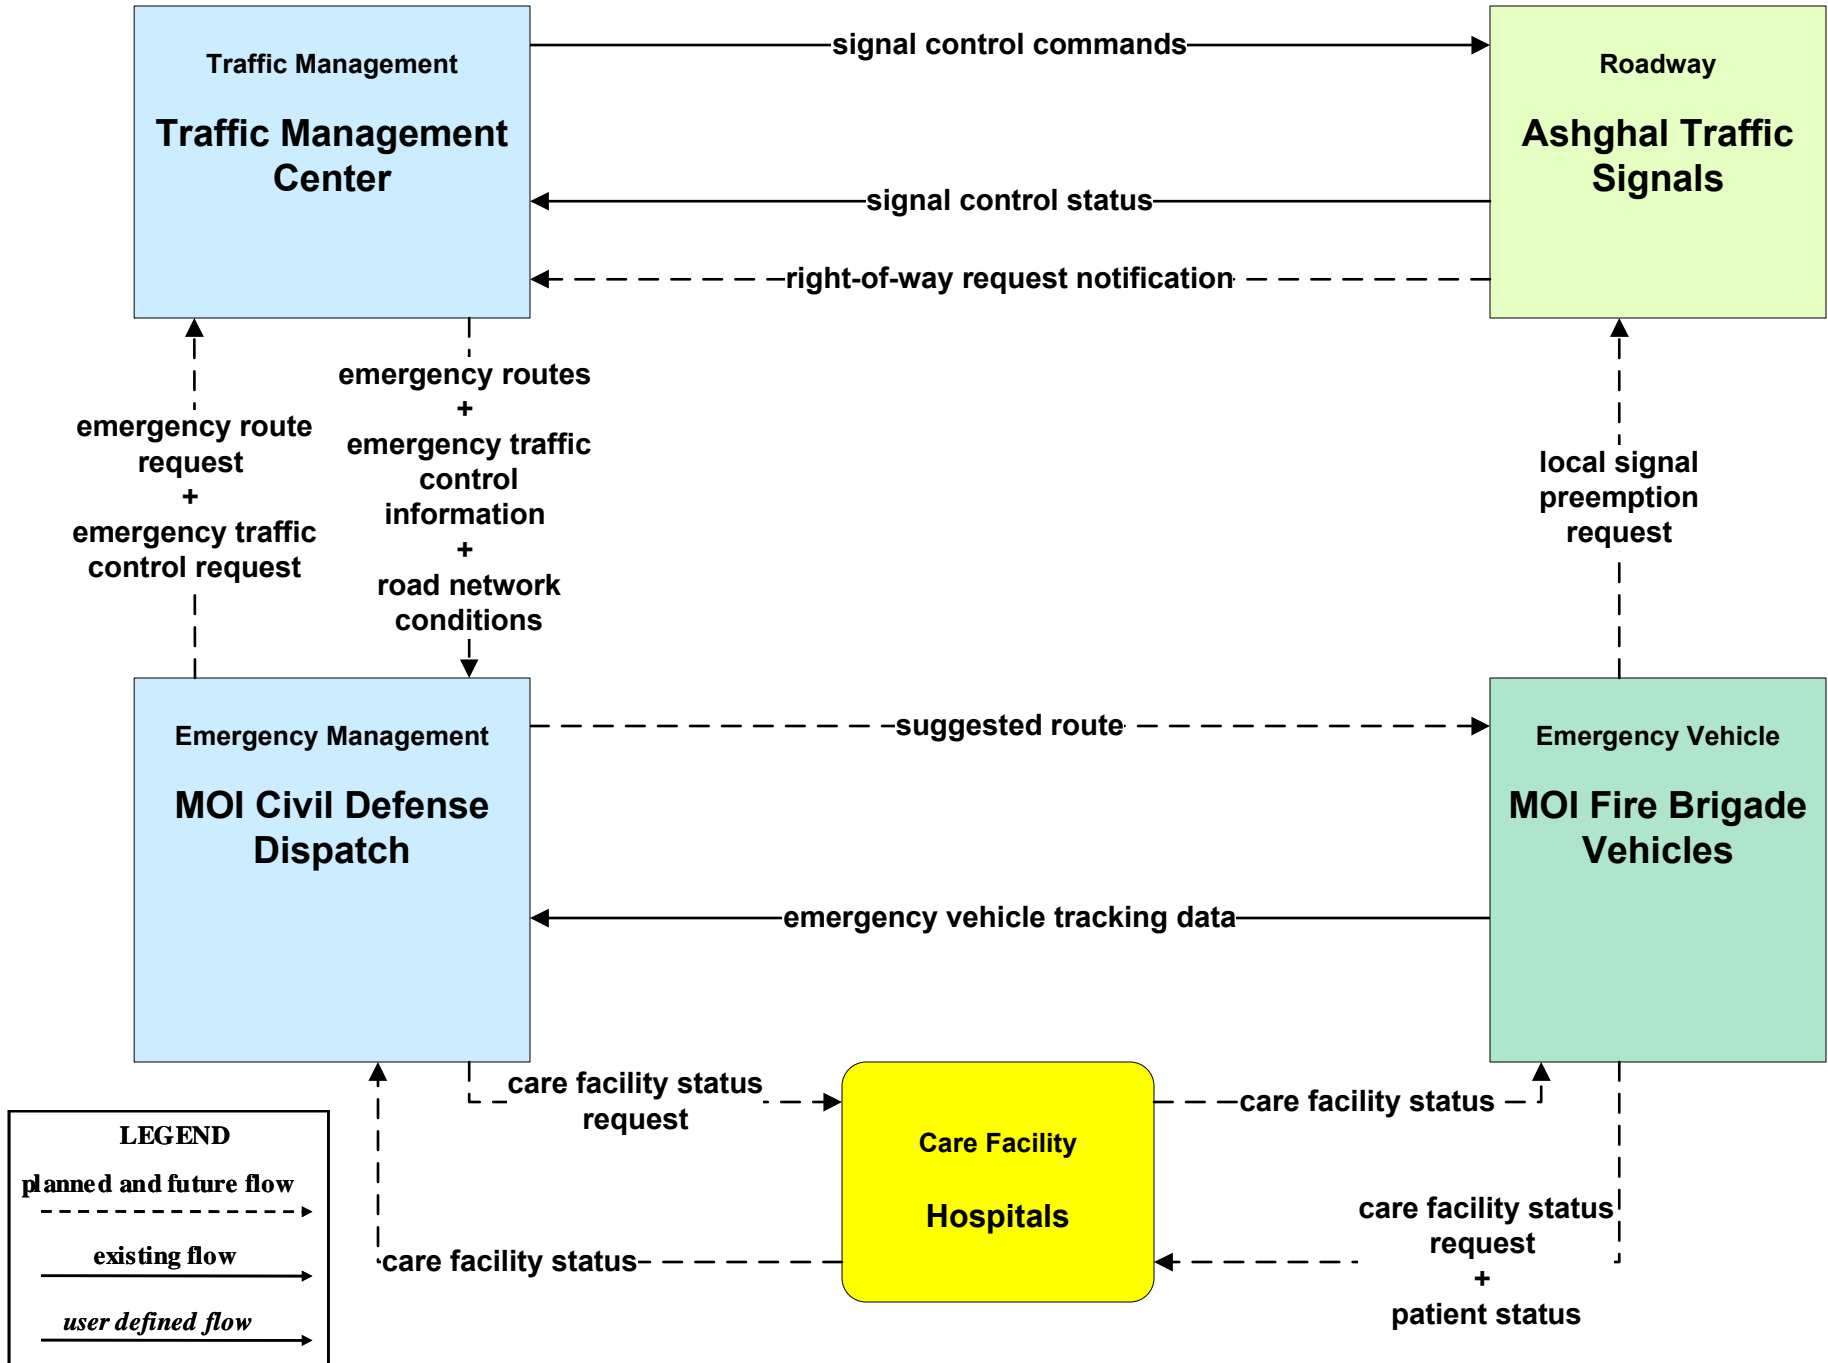 signal control commands
Traffic Management
Traffic Management
Center
Roadway
Ashghal Traffic
Signals
signal control status
right-of-way request notification
emergency route
request
+
emergency traffic
control request
emergency routes
+
emergency traffic
control
information
+
road network
conditions
local signal
preemption
request
Emergency Management
MOI Civil Defense
Dispatch
suggested route
Emergency Vehicle
MOI Fire Brigade
Vehicles
emergency vehicle tracking data
care facility status
request
care facility status
Care Facility
Hospitals
care facility status
care facility status
request
+
patient status
LEGEND
planned and future flow
existing flow
user defined flow